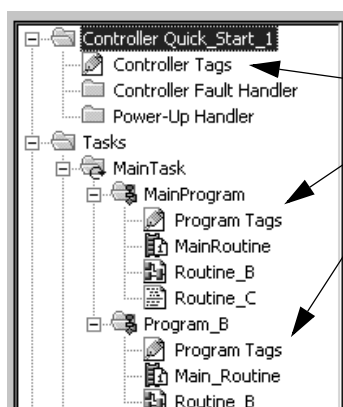 Controller Quick_Start_1
Controller Tags
Controller Fault Handler
Power-Up Handler
Tasks
MainTask
MainProgram
Program Tags
MainRoutine
Routine_B
Routine_C
Program_B
Program Tags
Main_Routine
Routine_B